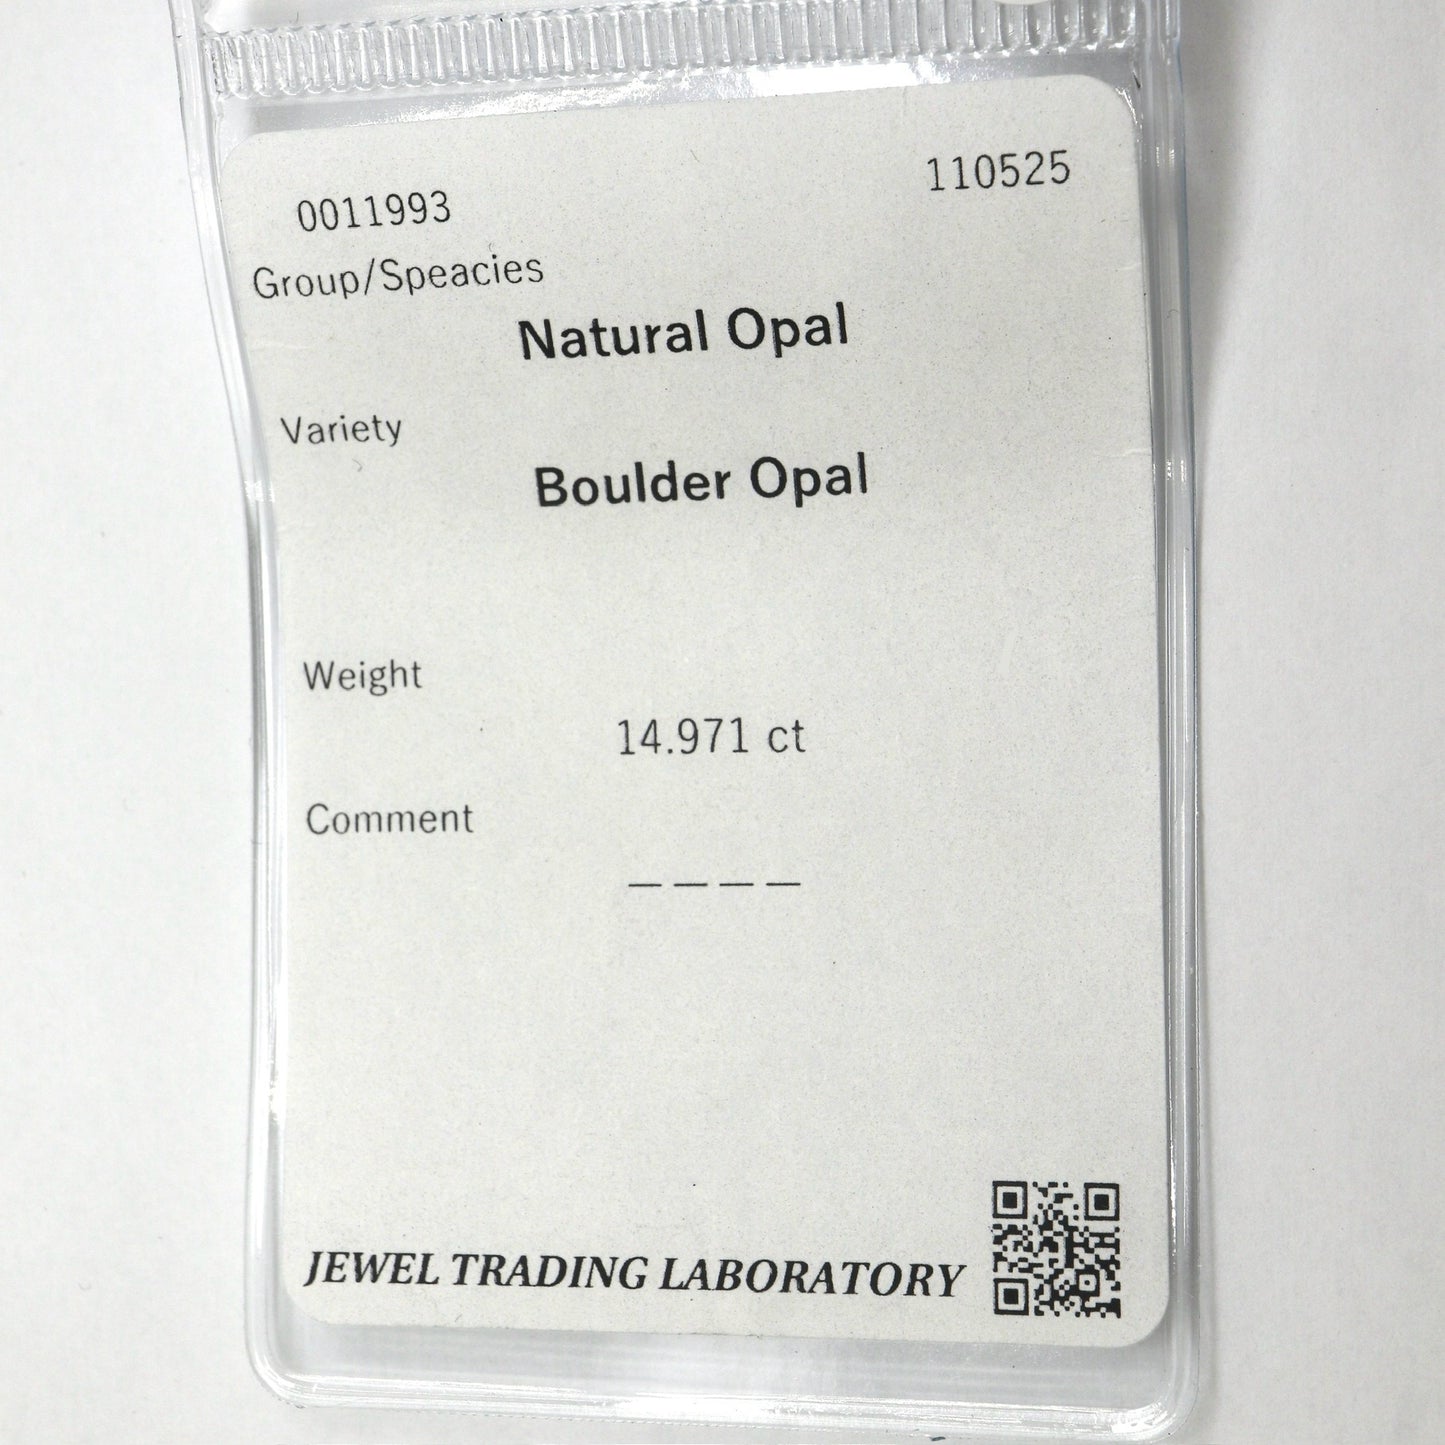 0011993 110525
Group/Speacies
Natural Opal
Variety
Boulder Opal
Weight
14.971 ct
Comment
————
JEWEL TRADING LABORATORY